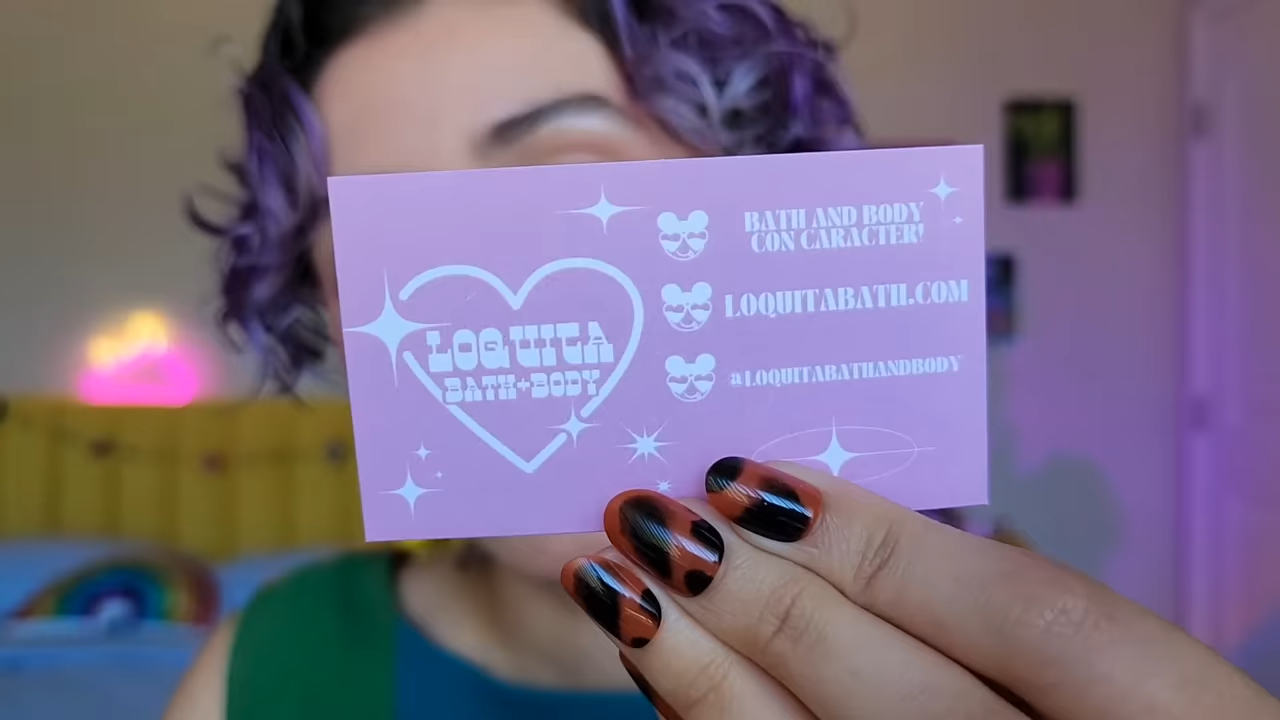 LOQUITA
BATH+BODY
BATH AND BODY
CON CARACTER!
LOQUITABATH.COM
@LOQUITABATHANDBODY